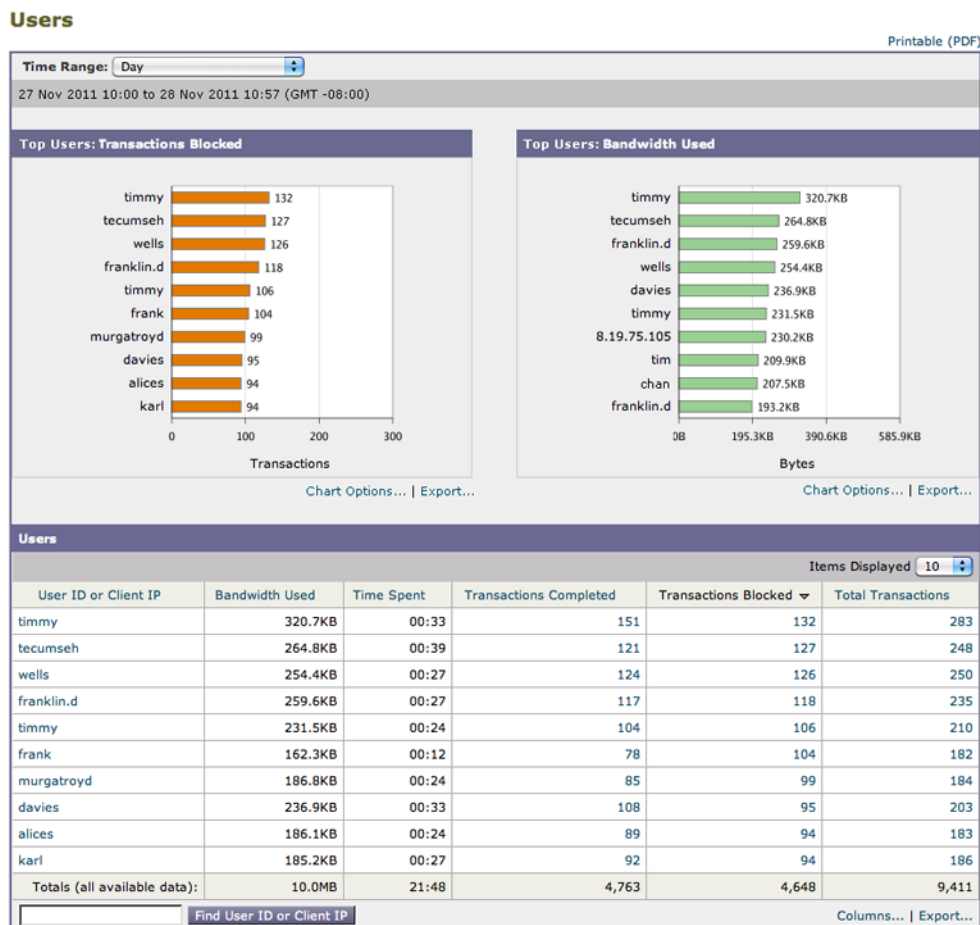 Users
Printable (PDF)
Time Range: Day
27 Nov 2011 10:00 to 28 Nov 2011 10:57 (GMT -08:00)
Top Users: Transactions Blocked
timmy 132
tecumseh 127
wells 126
franklin.d 118
timmy 106
frank 104
murgatroyd 99
davies 95
alices 94
karl 94
0 100 200 300
Transactions
Chart Options... | Export...
Top Users: Bandwidth Used
timmy 320.7KB
tecumseh 264.8KB
franklin.d 259.6KB
wells 254.4KB
davies 236.9KB
timmy 231.5KB
8.19.75.105 230.2KB
tim 209.9KB
chan 207.5KB
franklin.d 193.2KB
0B 195.3KB 390.6KB 585.9KB
Bytes
Chart Options... | Export...
Users
Items Displayed 10
User ID or Client IP Bandwidth Used Time Spent Transactions Completed Transactions Blocked Total Transactions
timmy 320.7KB 00:33 151 132 283
tecumseh 264.8KB 00:39 121 127 248
wells 254.4KB 00:27 124 126 250
franklin.d 259.6KB 00:27 117 118 235
timmy 231.5KB 00:24 104 106 210
frank 162.3KB 00:12 78 104 182
murgatroyd 186.8KB 00:24 85 99 184
davies 236.9KB 00:33 108 95 203
alices 186.1KB 00:24 89 94 183
karl 185.2KB 00:27 92 94 186
Totals (all available data): 10.0MB 21:48 4,763 4,648 9,411
Find User ID or Client IP
Columns... | Export...